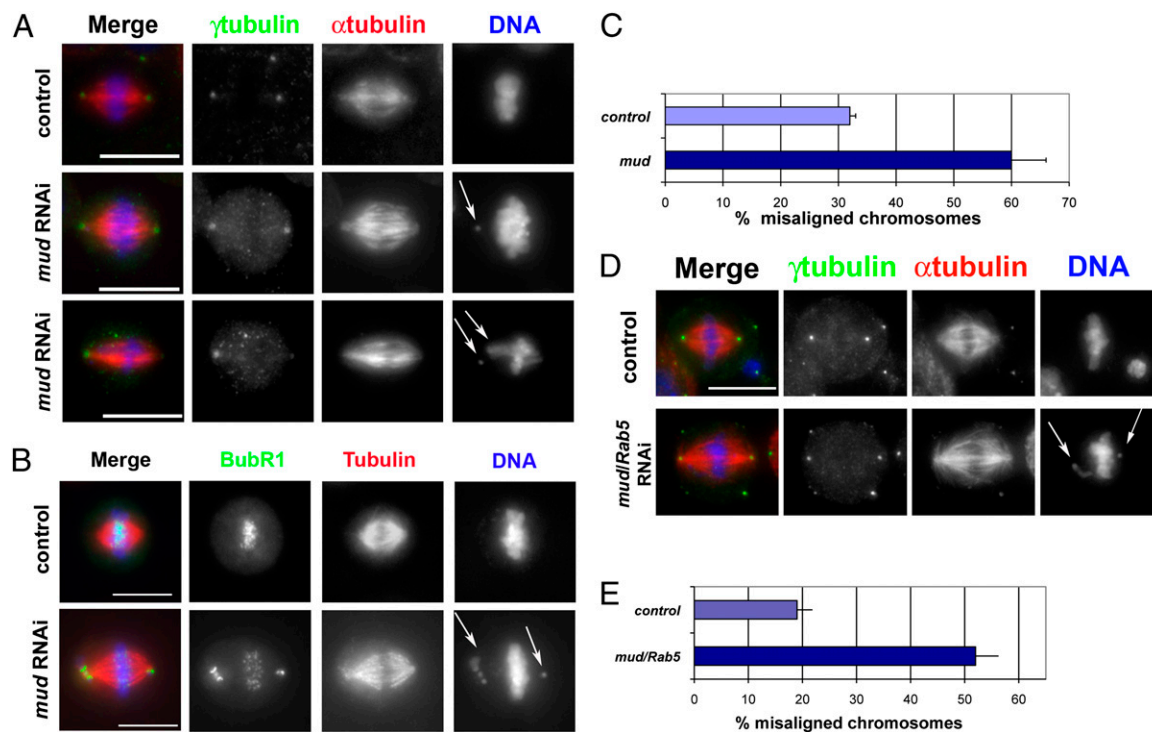 A
Merge γtubulin αtubulin DNA
control
mud RNAi
mud RNAi
B
Merge BubR1 Tubulin DNA
control
mud RNAi
C
control
mud
0 10 20 30 40 50 60 70
% misaligned chromosomes
D
Merge γtubulin αtubulin DNA
control
mud/Rab5
RNAi
E
control
mud/Rab5
0 10 20 30 40 50 60
% misaligned chromosomes